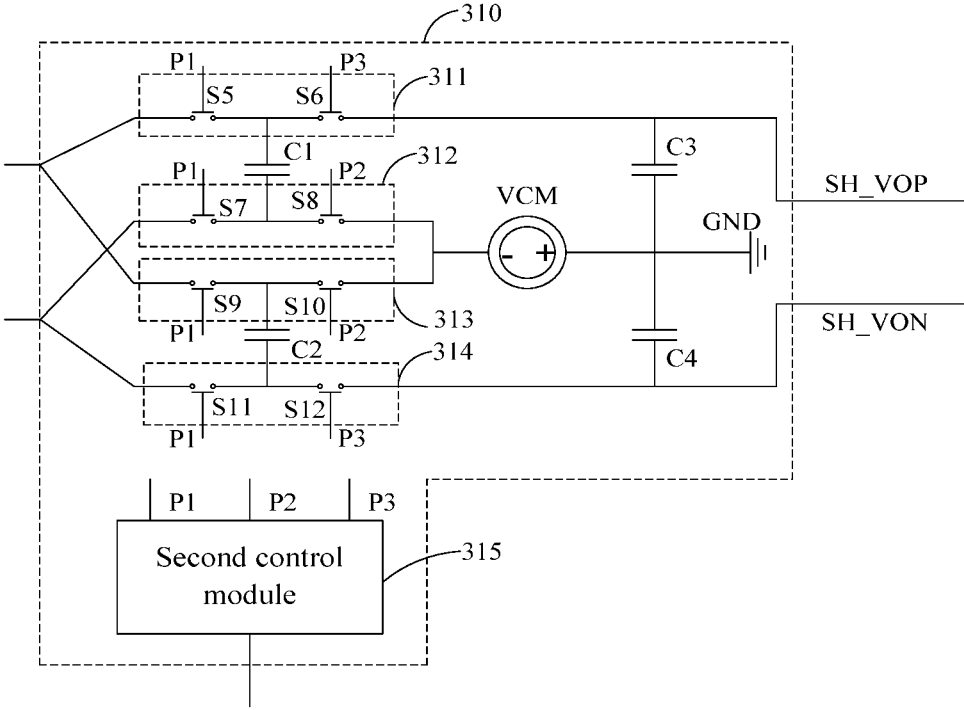 310
P1
P3
311
S5
S6
C1
C3
312
P1
P2
SH_VOP
S7
S8
VCM
GND
- +
S9
S10
313
P1
P2
SH_VON
C2
314
C4
S11
S12
P1
P3
P1
P2
P3
315
Second control
module